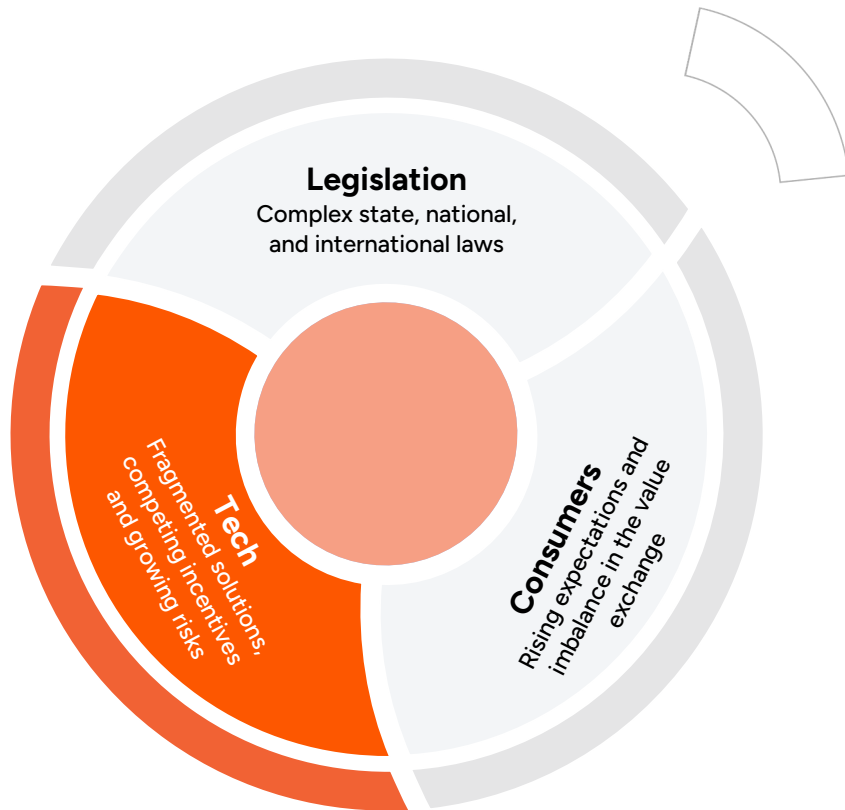 Legislation
Complex state, national,
and international laws
Consumers
Rising expectations and
imbalance in the value
exchange
Tech
Fragmented solutions,
competing incentives
and growing risks